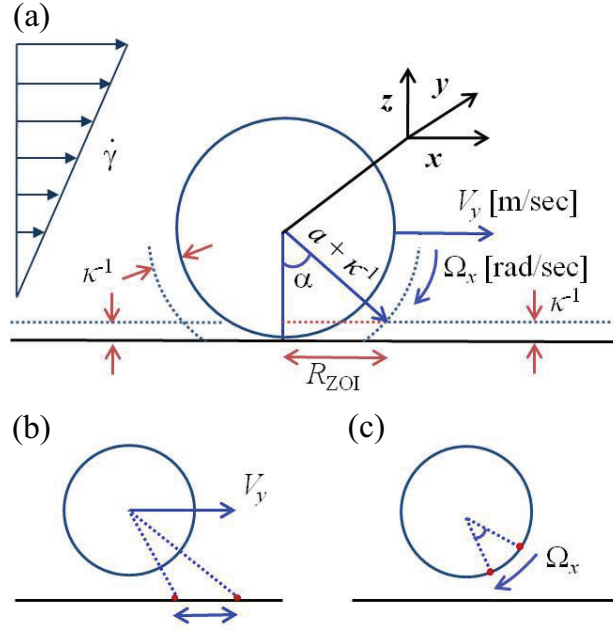 (a)
z
y
x
γ̇
V_y [m/sec]
a + κ⁻¹
Ω_x [rad/sec]
κ⁻¹
α
κ⁻¹
R_ZOI
(b)
(c)
V_y
Ω_x